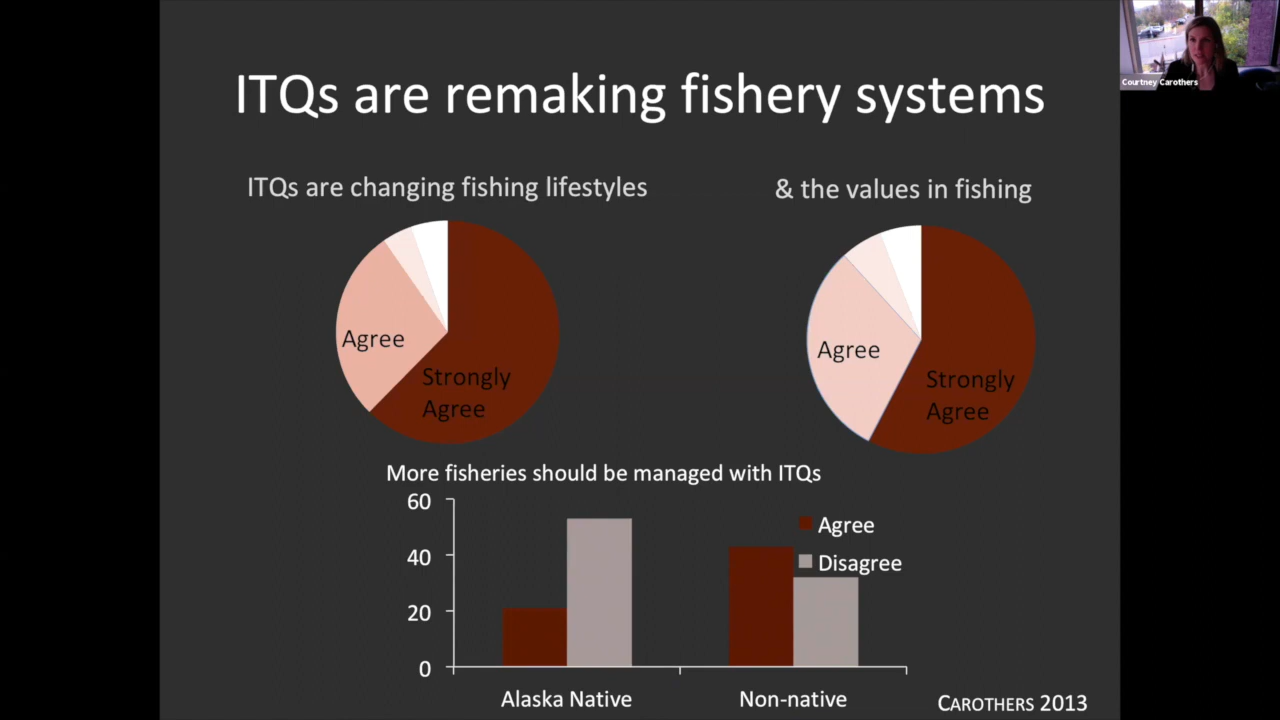 ITQs are remaking fishery systems
Courtney Carothers
ITQs are changing fishing lifestyles
& the values in fishing
Agree
Strongly
Agree
Agree
Strongly
Agree
More fisheries should be managed with ITQs
60
40
20
0
Agree
Disagree
Alaska Native
Non-native
CAROTHERS 2013